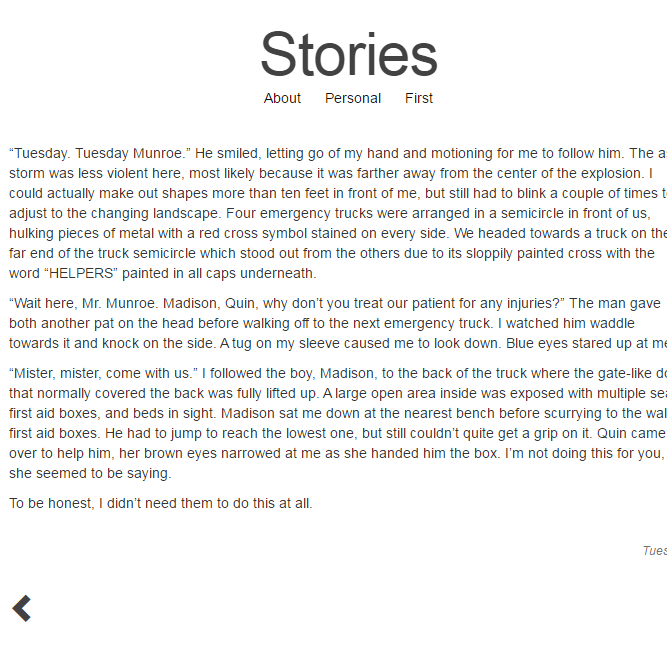 Stories
About Personal First
“Tuesday. Tuesday Munroe.” He smiled, letting go of my hand and motioning for me to follow him. The
storm was less violent here, most likely because it was farther away from the center of the explosion. I
could actually make out shapes more than ten feet in front of me, but still had to blink a couple of times
adjust to the changing landscape. Four emergency trucks were arranged in a semicircle in front of us,
hulking pieces of metal with a red cross symbol stained on every side. We headed towards a truck on the
far end of the truck semicircle which stood out from the others due to its sloppily painted cross with the
word “HELPERS” painted in all caps underneath.
“Wait here, Mr. Munroe. Madison, Quin, why don’t you treat our patient for any injuries?” The man gave
both another pat on the head before walking off to the next emergency truck. I watched him waddle
towards it and knock on the side. A tug on my sleeve caused me to look down. Blue eyes stared up at me
“Mister, mister, come with us.” I followed the boy, Madison, to the back of the truck where the gate-like
that normally covered the back was fully lifted up. A large open area inside was exposed with multiple
first aid boxes, and beds in sight. Madison sat me down at the nearest bench before scurrying to the
first aid boxes. He had to jump to reach the lowest one, but still couldn’t quite get a grip on it. Quin came
over to help him, her brown eyes narrowed at me as she handed him the box. I’m not doing this for you,
she seemed to be saying.
To be honest, I didn’t need them to do this at all.